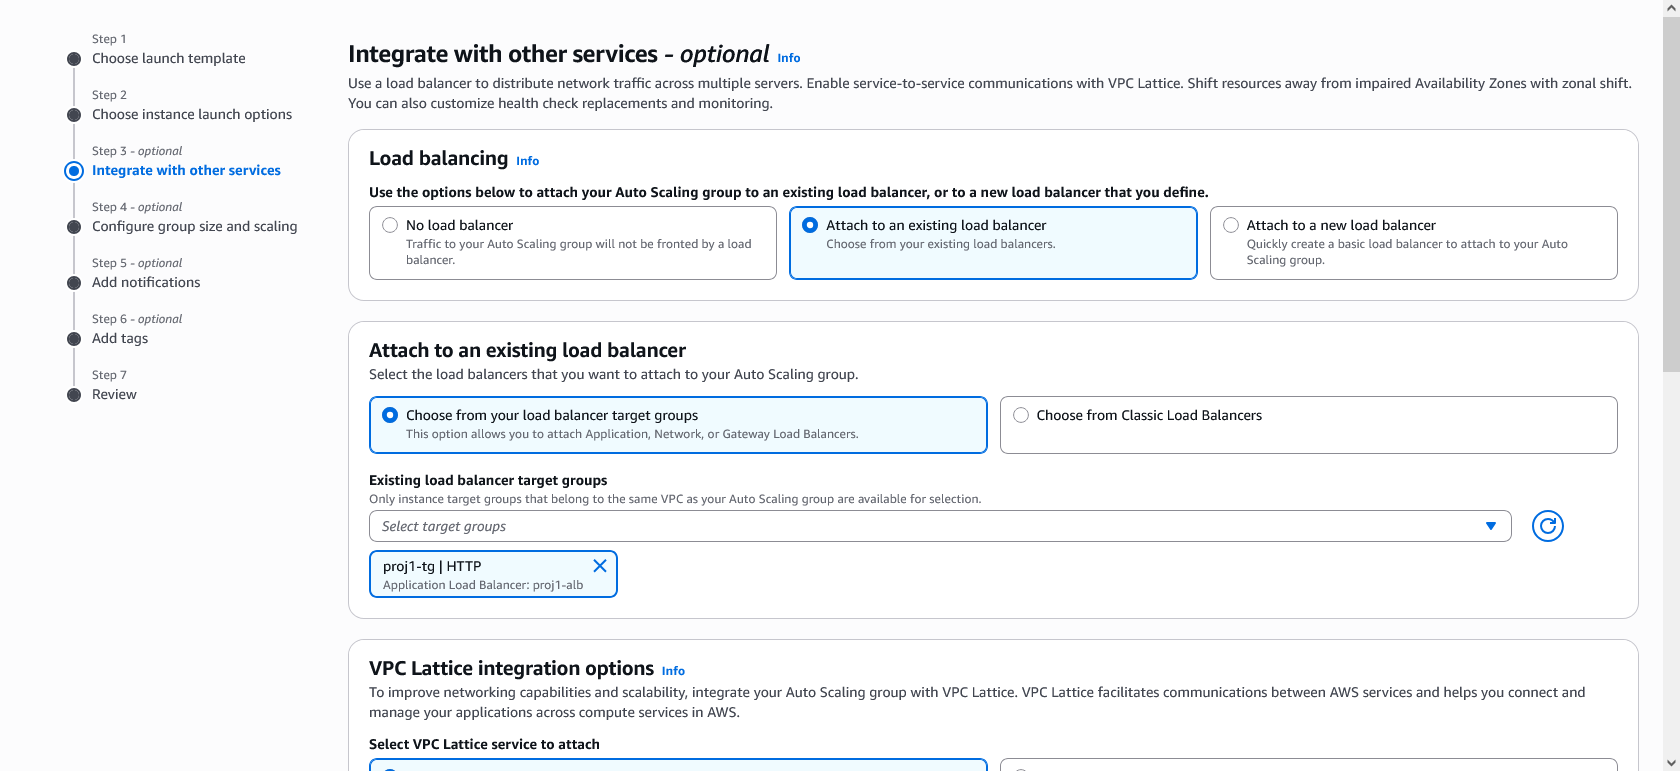 Step 1
Choose launch template
Step 2
Choose instance launch options
Step 3 - optional
Integrate with other services
Step 4 - optional
Configure group size and scaling
Step 5 - optional
Add notifications
Step 6 - optional
Add tags
Step 7
Review
Integrate with other services - optional Info
Use a load balancer to distribute network traffic across multiple servers. Enable service-to-service communications with VPC Lattice. Shift resources away from impaired Availability Zones with zonal shift.
You can also customize health check replacements and monitoring.
Load balancing Info
Use the options below to attach your Auto Scaling group to an existing load balancer, or to a new load balancer that you define.
No load balancer
Traffic to your Auto Scaling group will not be fronted by a load
balancer.
Attach to an existing load balancer
Choose from your existing load balancers.
Attach to a new load balancer
Quickly create a basic load balancer to attach to your Auto
Scaling group.
Attach to an existing load balancer
Select the load balancers that you want to attach to your Auto Scaling group.
Choose from your load balancer target groups
This option allows you to attach Application, Network, or Gateway Load Balancers.
Choose from Classic Load Balancers
Existing load balancer target groups
Only instance target groups that belong to the same VPC as your Auto Scaling group are available for selection.
Select target groups
proj1-tg | HTTP
Application Load Balancer: proj1-alb
VPC Lattice integration options Info
To improve networking capabilities and scalability, integrate your Auto Scaling group with VPC Lattice. VPC Lattice facilitates communications between AWS services and helps you connect and
manage your applications across compute services in AWS.
Select VPC Lattice service to attach